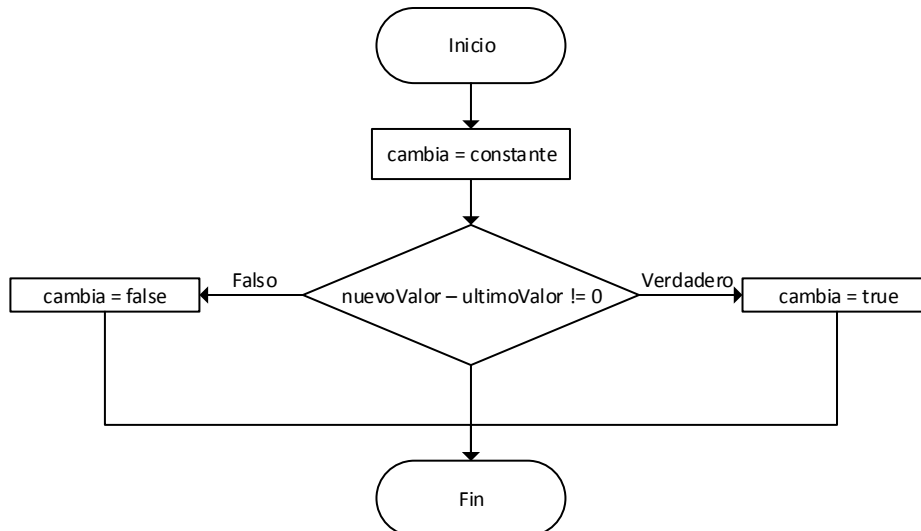 Inicio
cambia = constante
Falso
Verdadero
cambia = false
nuevoValor – ultimoValor != 0
cambia = true
Fin